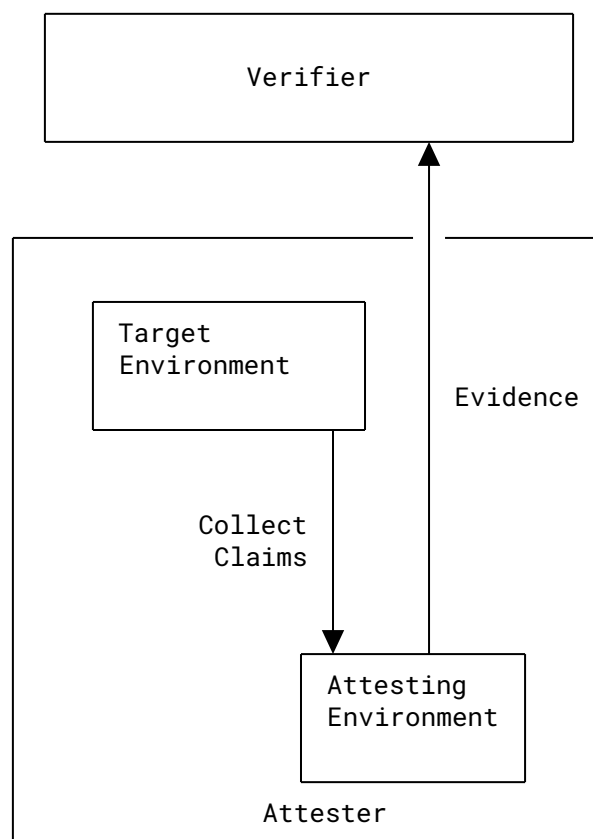 Verifier
Target
Environment
Evidence
Collect
Claims
Attesting
Environment
Attester